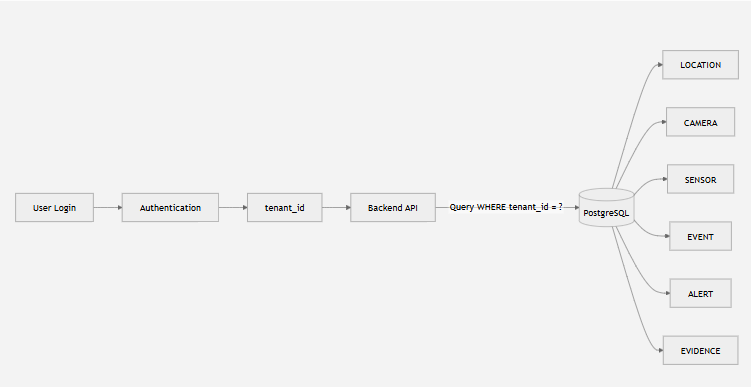 User Login
Authentication
tenant_id
Backend API
Query WHERE tenant_id = ?
PostgreSQL
LOCATION
CAMERA
SENSOR
EVENT
ALERT
EVIDENCE